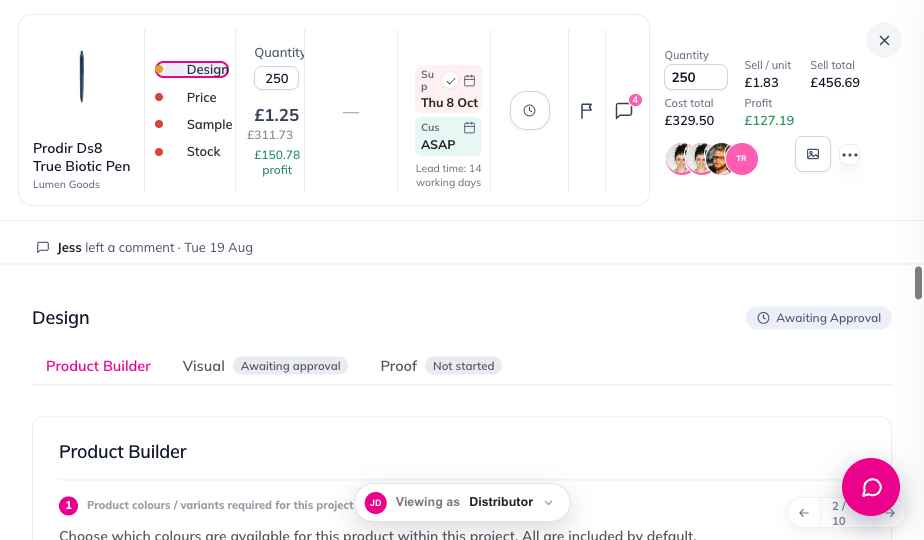 Prodir Ds8
True Biotic Pen
Lumen Goods
Design
Price
Sample
Stock
Quantity
250
£1.25
£311.73
£150.78
profit
—
Su
p
Thu 8 Oct
Cus
ASAP
Lead time: 14
working days
4
Quantity
250
Sell / unit
£1.83
Sell total
£456.69
Cost total
£329.50
Profit
£127.19
TR
Jess left a comment · Tue 19 Aug
Design
Awaiting Approval
Product Builder
Visual Awaiting approval
Proof Not started
Product Builder
1 Product colours / variants required for this project
Choose which colours are available for this product within this project. All are included by default.
JD Viewing as Distributor
2 /
10